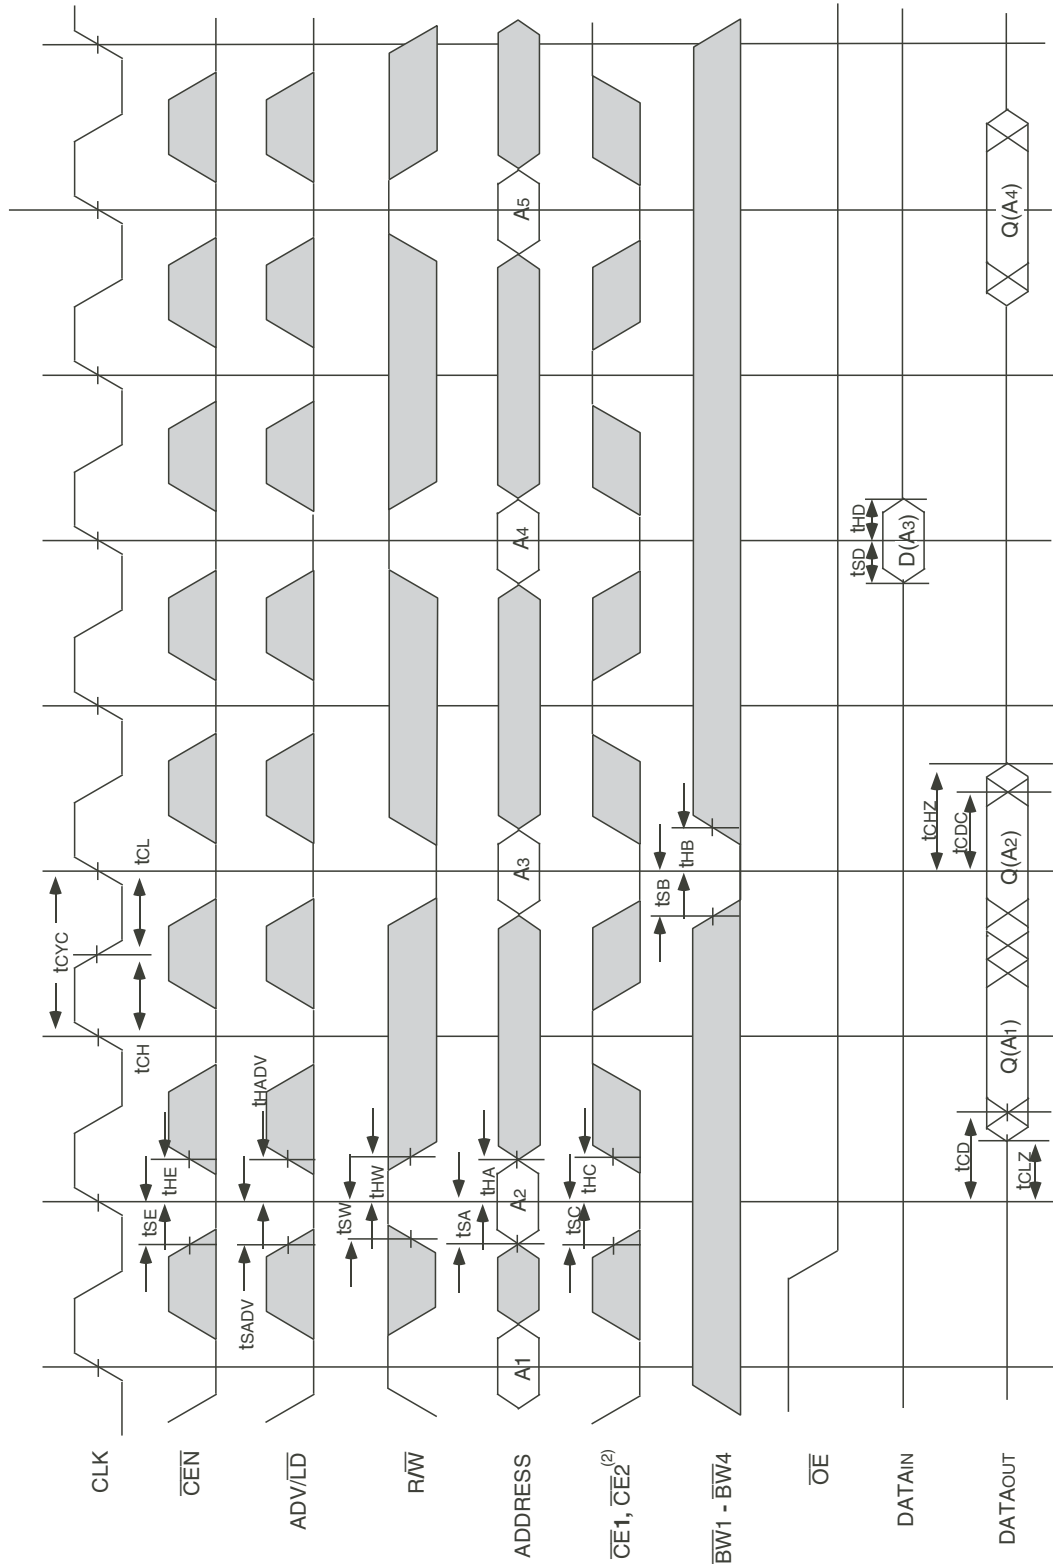 CLK
tCYC
tCH
tCL
CEN
tSE
tHE
ADV/LD
tSADV
tHADV
R/W
tSW
tHW
ADDRESS
A1
A2
A3
A4
A5
tSA
tHA
CE1, CE2(2)
tSC
tHC
BW1 - BW4
tSB
tHB
OE
DATAIN
D(A3)
tSD
tHD
DATAOUT
Q(A1)
Q(A2)
Q(A4)
tCD
tCLZ
tCHZ
tCDC